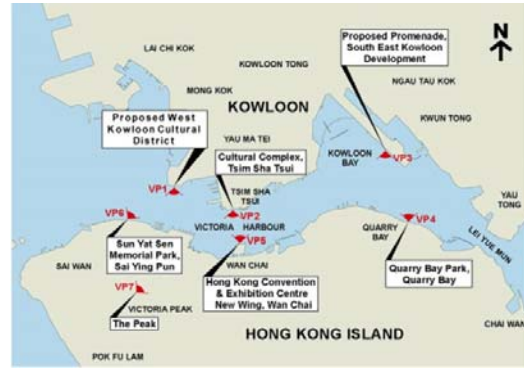 LAI CHI KOK
KOWLOON TONG
Proposed Promenade,
South East Kowloon
Development
N
MONG KOK
NGAU TAU KOK
KOWLOON
Proposed West
Kowloon Cultural
District
KWUN TONG
YAU MA TEI
Cultural Complex,
Tsim Sha Tsui
KOWLOON
BAY
VP3
VP1
TSIM SHA
TSUI
YAU
TONG
VP6
VP2
VP4
VICTORIA HARBOUR
QUARRY
BAY
LEI YUE MUN
VP5
Sun Yat Sen
Memorial Park,
Sai Ying Pun
SAI WAN
WAN CHAI
Quarry Bay Park,
Quarry Bay
VP7
Hong Kong Convention
& Exhibition Centre
New Wing, Wan Chai
VICTORIA PEAK
The Peak
CHAI WAN
HONG KONG ISLAND
POK FU LAM